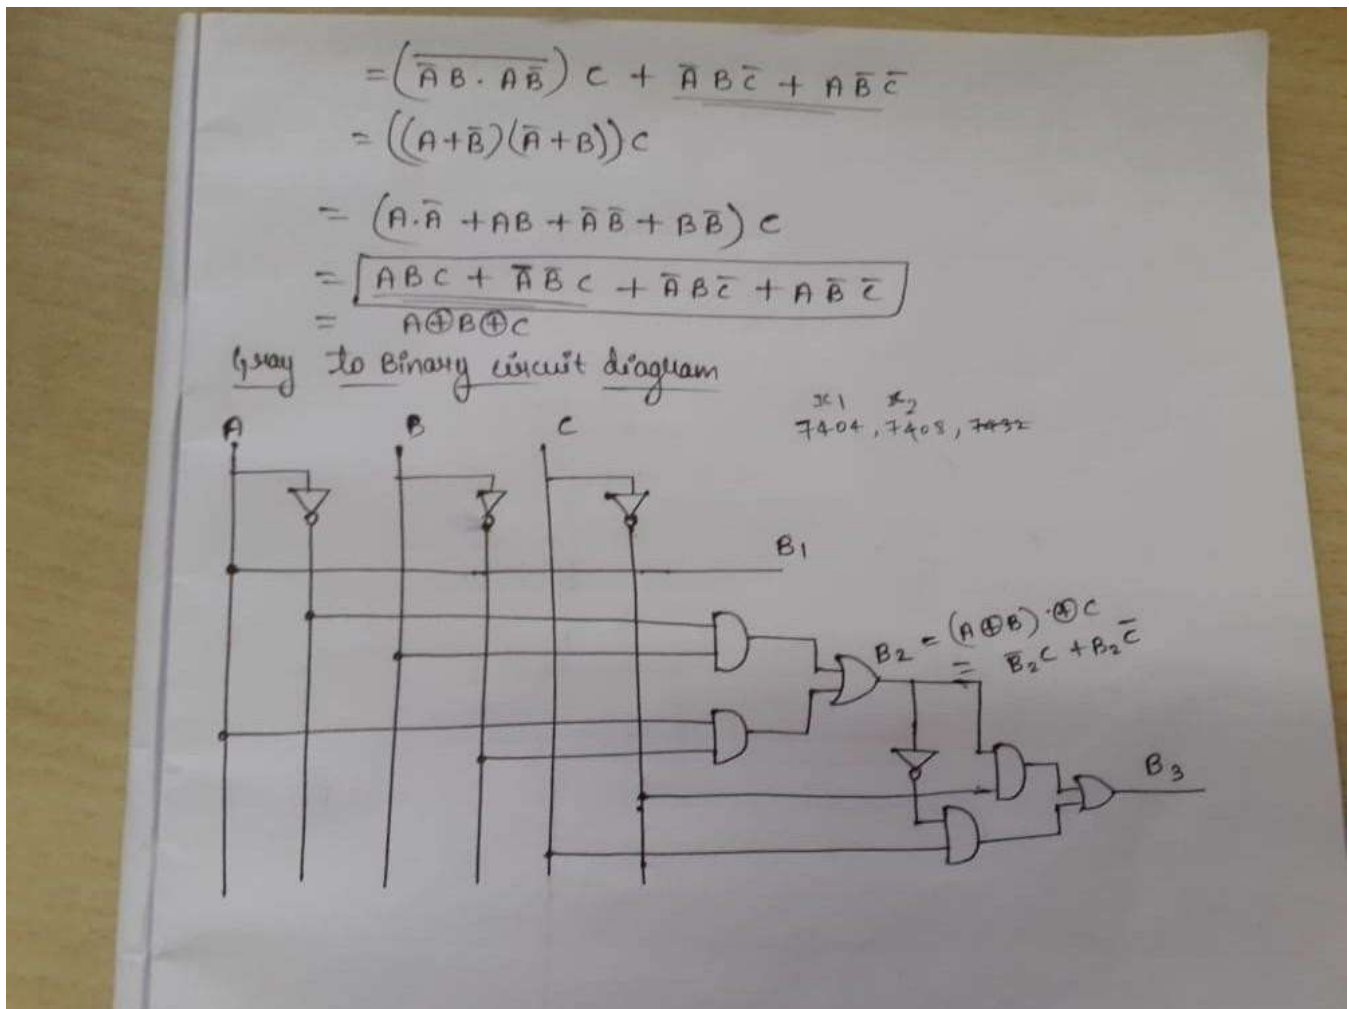 = (\overline{A̅B · AB̅}) C + A̅BC̅ + AB̅C̅
= ((A+B̅)(A̅+B))C
= (A.A̅ + AB + A̅B̅ + BB̅) C
= ABC + A̅B̅C + A̅BC̅ + AB̅C̅
= A⊕B⊕C
Gray to Binary circuit diagram
x1 x2
7404, 7408, 7432
A B C
B1
B2 = (A⊕B)·⊕C
= B̅2C + B2C̅
B3